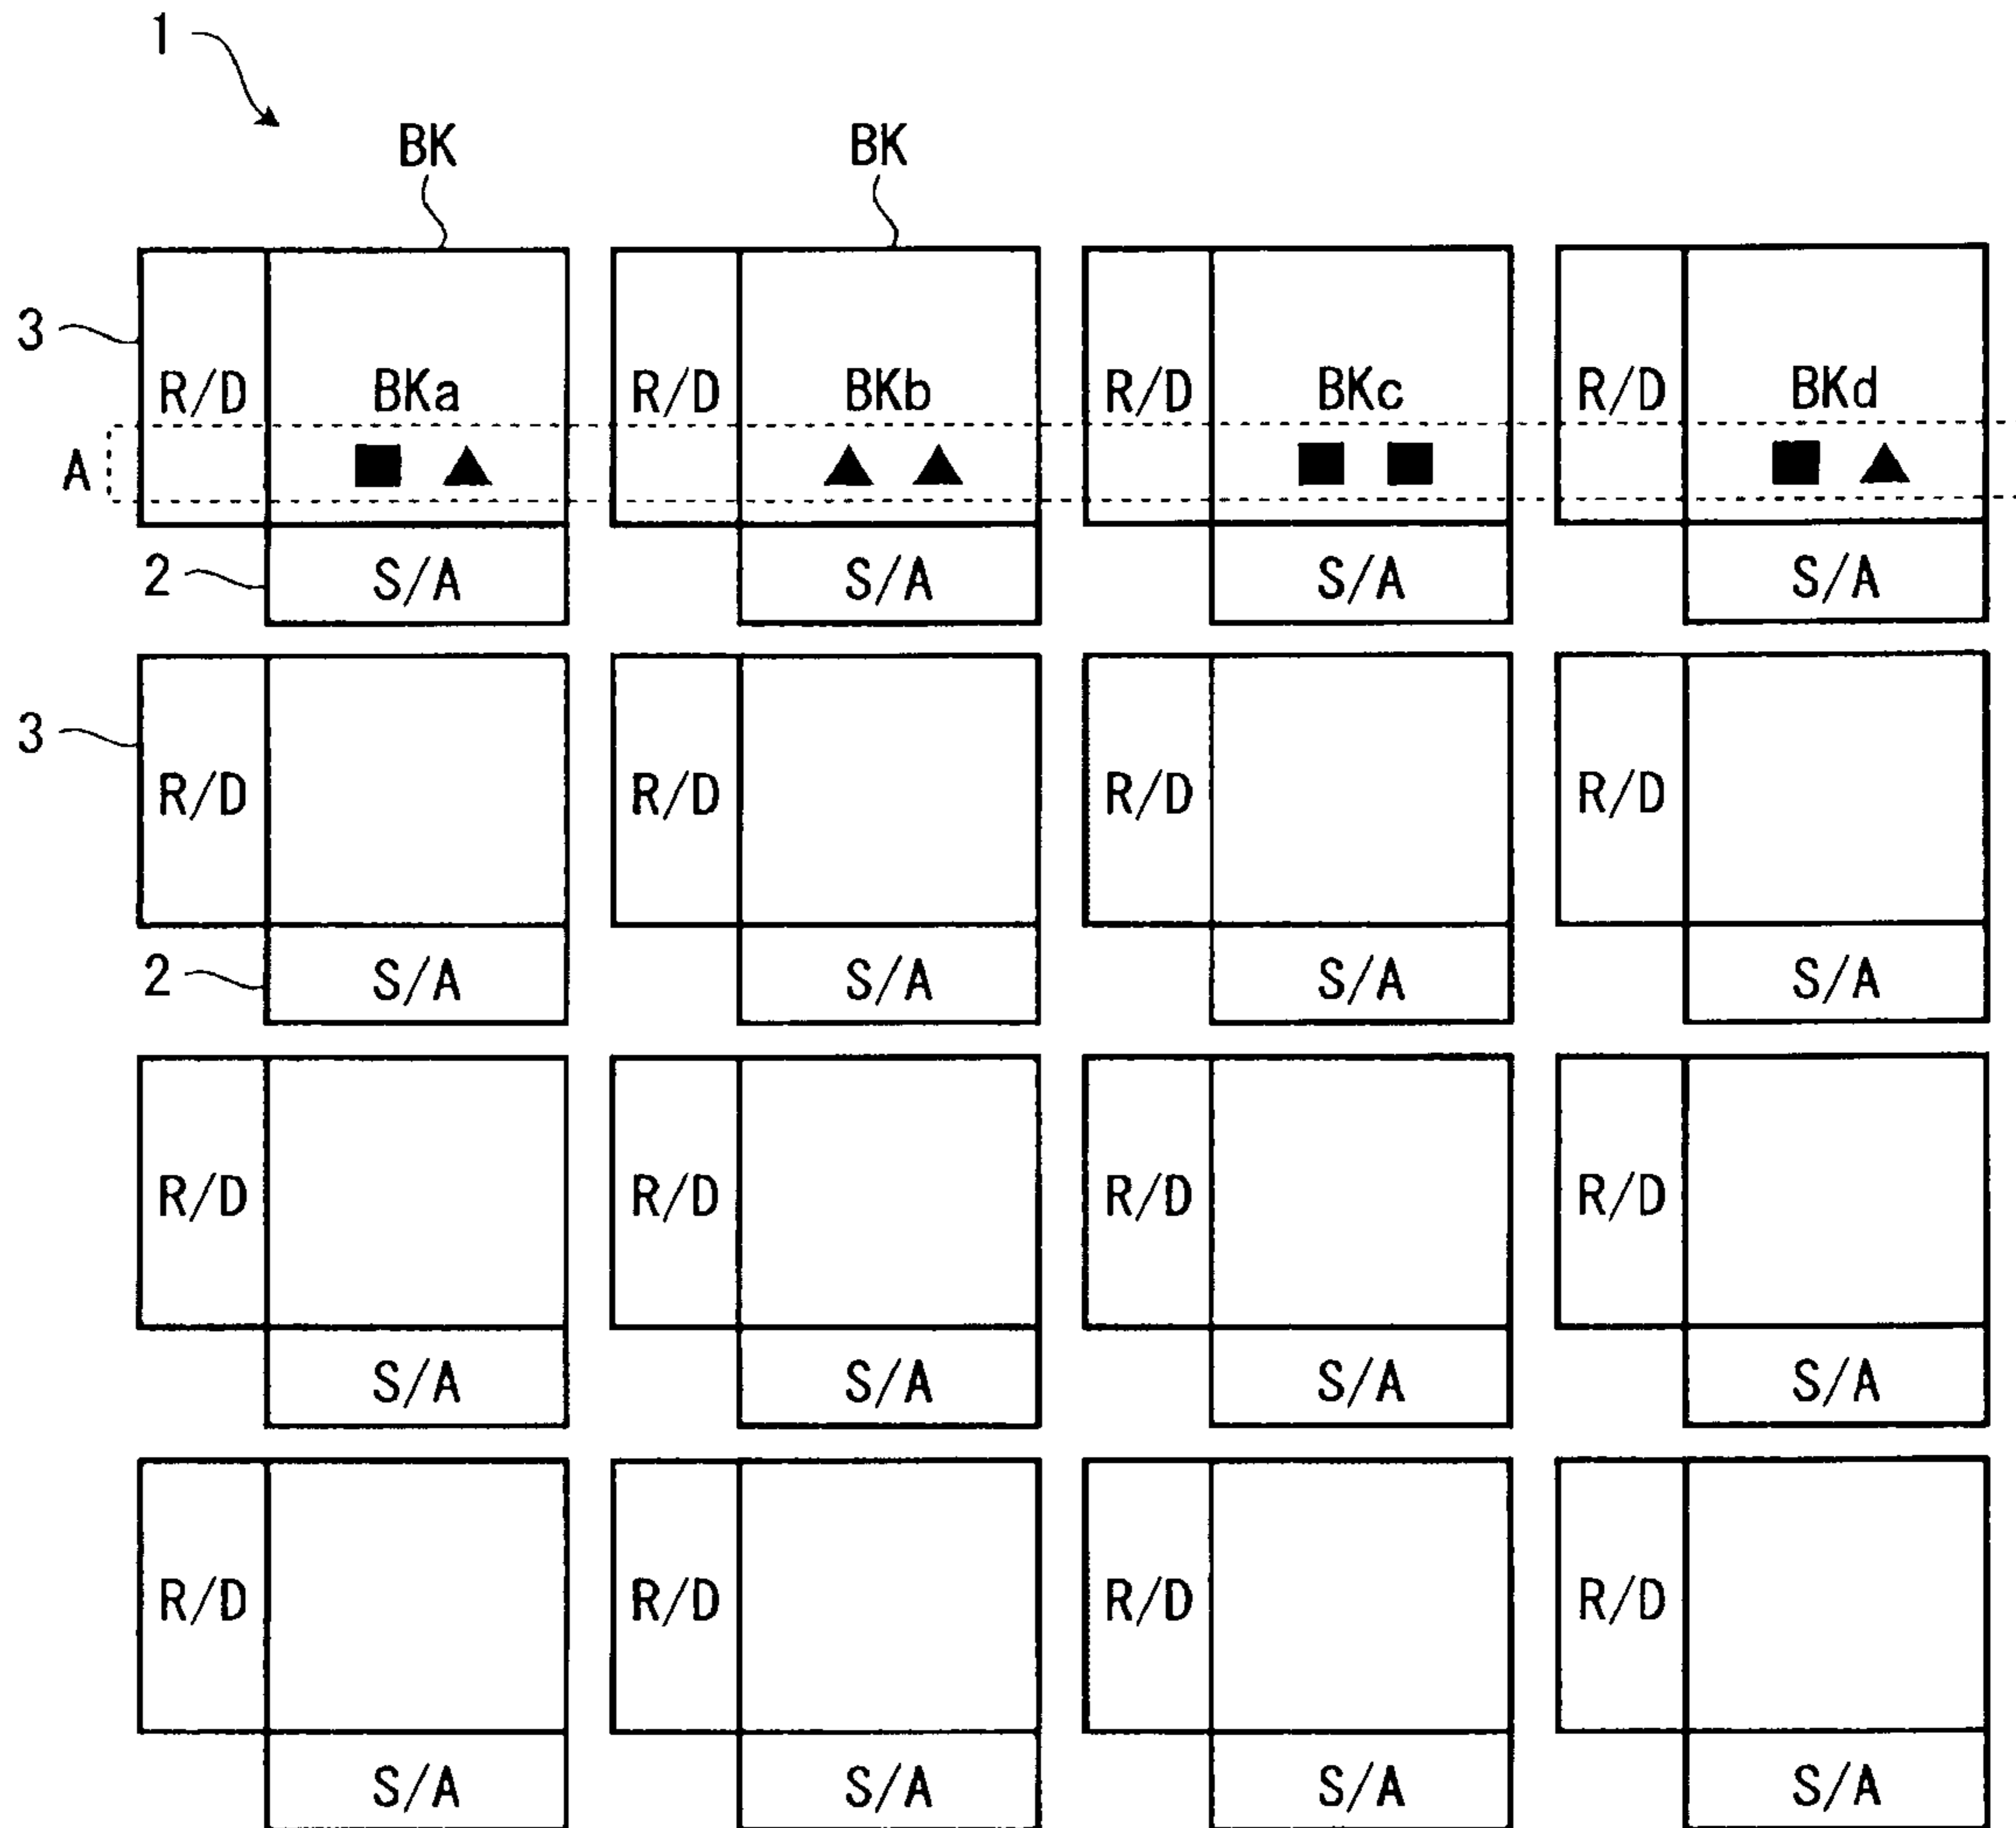 1
BK BK
3
R/D BKa R/D BKb R/D BKc R/D BKd
A
2 S/A S/A S/A S/A
3
R/D R/D R/D R/D
2 S/A S/A S/A S/A
R/D R/D R/D R/D
S/A S/A S/A S/A
R/D R/D R/D R/D
S/A S/A S/A S/A